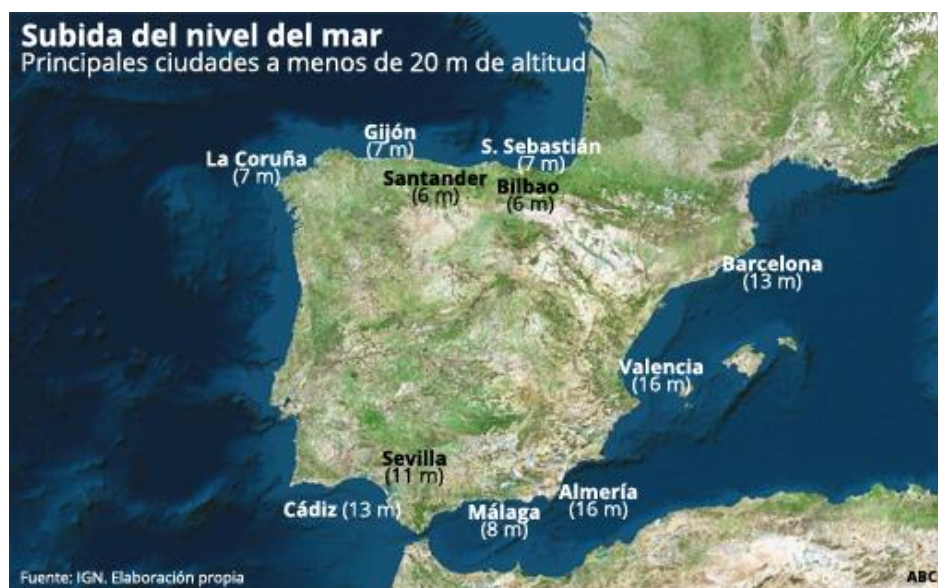 Subida del nivel del mar
Principales ciudades a menos de 20 m de altitud
Gijón
(7 m)
S. Sebastián
(7 m)
La Coruña
(7 m)
Santander
(6 m)
Bilbao
(6 m)
Barcelona
(13 m)
Valencia
(16 m)
Sevilla
(11 m)
Cádiz (13 m)
Málaga
(8 m)
Almería
(16 m)
Fuente: IGN. Elaboración propia
ABC